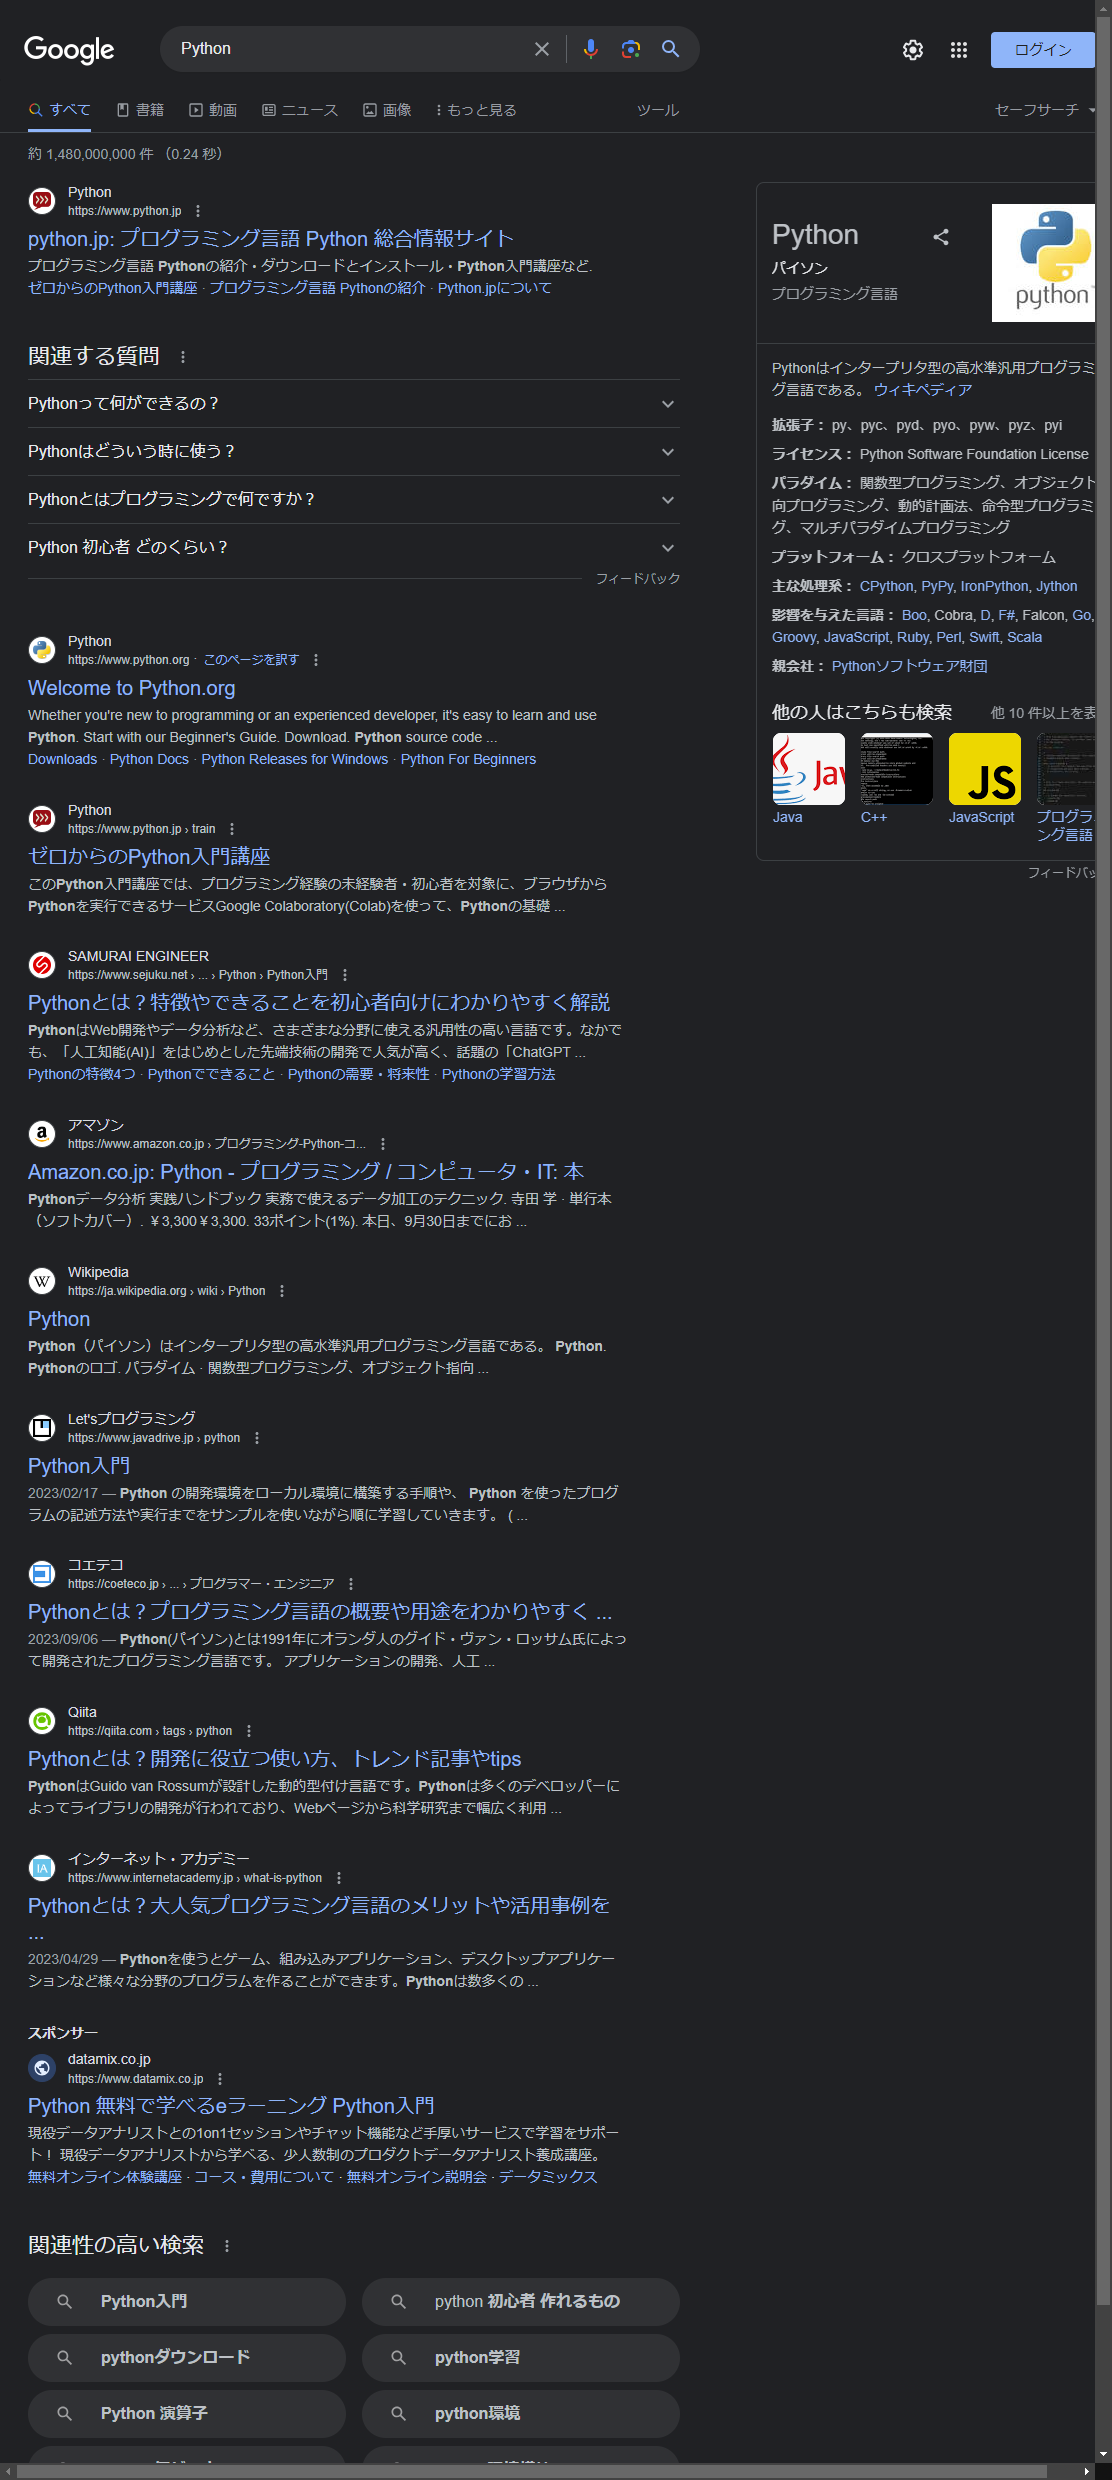 Google
Python
ログイン
すべて
書籍
動画
ニュース
画像
もっと見る
ツール
セーフサーチ
約 1,480,000,000 件 (0.24 秒)
Python
https://www.python.jp
python.jp: プログラミング言語 Python 総合情報サイト
プログラミング言語 Pythonの紹介・ダウンロードとインストール・Python入門講座など.
ゼロからのPython入門講座 · プログラミング言語 Pythonの紹介 · Python.jpについて
関連する質問
Pythonって何ができるの？
Pythonはどういう時に使う？
Pythonとはプログラミングで何ですか？
Python 初心者 どのくらい？
フィードバック
Python
https://www.python.org · このページを訳す
Welcome to Python.org
Whether you're new to programming or an experienced developer, it's easy to learn and use
Python. Start with our Beginner's Guide. Download. Python source code ...
Downloads · Python Docs · Python Releases for Windows · Python For Beginners
Python
https://www.python.jp › train
ゼロからのPython入門講座
このPython入門講座では、プログラミング経験の未経験者・初心者を対象に、ブラウザから
Pythonを実行できるサービスGoogle Colaboratory(Colab)を使って、Pythonの基礎 ...
SAMURAI ENGINEER
https://www.sejuku.net › ... › Python › Python入門
Pythonとは？特徴やできることを初心者向けにわかりやすく解説
PythonはWeb開発やデータ分析など、さまざまな分野に使える汎用性の高い言語です。なかで
も、「人工知能(AI)」をはじめとした先端技術の開発で人気が高く、話題の「ChatGPT ...
Pythonの特徴4つ · Pythonでできること · Pythonの需要・将来性 · Pythonの学習方法
アマゾン
https://www.amazon.co.jp › プログラミング-Python-コ...
Amazon.co.jp: Python - プログラミング / コンピュータ・IT: 本
Pythonデータ分析 実践ハンドブック 実務で使えるデータ加工のテクニック. 寺田 学 · 単行本
（ソフトカバー）. ¥3,300¥3,300. 33ポイント(1%). 本日、9月30日までにお ...
Wikipedia
https://ja.wikipedia.org › wiki › Python
Python
Python（パイソン）はインタープリタ型の高水準汎用プログラミング言語である。 Python.
Pythonのロゴ. パラダイム · 関数型プログラミング、オブジェクト指向 ...
Let'sプログラミング
https://www.javadrive.jp › python
Python入門
2023/02/17 — Python の開発環境をローカル環境に構築する手順や、 Python を使ったプログ
ラムの記述方法や実行までをサンプルを使いながら順に学習していきます。 ( ...
コエテコ
https://coeteco.jp › ... › プログラマー・エンジニア
Pythonとは？プログラミング言語の概要や用途をわかりやすく ...
2023/09/06 — Python(パイソン)とは1991年にオランダ人のグイド・ヴァン・ロッサム氏によっ
て開発されたプログラミング言語です。 アプリケーションの開発、人工 ...
Qiita
https://qiita.com › tags › python
Pythonとは？開発に役立つ使い方、トレンド記事やtips
PythonはGuido van Rossumが設計した動的型付け言語です。Pythonは多くのデベロッパーに
よってライブラリの開発が行われており、Webページから科学研究まで幅広く利用 ...
IA
インターネット・アカデミー
https://www.internetacademy.jp › what-is-python
Pythonとは？大人気プログラミング言語のメリットや活用事例を
...
2023/04/29 — Pythonを使うとゲーム、組み込みアプリケーション、デスクトップアプリケー
ションなど様々な分野のプログラムを作ることができます。Pythonは数多くの ...
スポンサー
datamix.co.jp
https://www.datamix.co.jp
Python 無料で学べるeラーニング Python入門
現役データアナリストとの1on1セッションやチャット機能など手厚いサービスで学習をサポー
ト！ 現役データアナリストから学べる、少人数制のプロダクトデータアナリスト養成講座。
無料オンライン体験講座 · コース・費用について · 無料オンライン説明会 · データミックス
関連性の高い検索
Python入門
python 初心者 作れるもの
pythonダウンロード
python学習
Python 演算子
python環境
Python
パイソン
プログラミング言語
python
Pythonはインタープリタ型の高水準汎用プログラミ
グ言語である。 ウィキペディア
拡張子： py、pyc、pyd、pyo、pyw、pyz、pyi
ライセンス： Python Software Foundation License
パラダイム： 関数型プログラミング、オブジェクト
向プログラミング、動的計画法、命令型プログラミ
グ、マルチパラダイムプログラミング
プラットフォーム： クロスプラットフォーム
主な処理系： CPython, PyPy, IronPython, Jython
影響を与えた言語： Boo, Cobra, D, F#, Falcon, Go,
Groovy, JavaScript, Ruby, Perl, Swift, Scala
親会社： Pythonソフトウェア財団
他の人はこちらも検索
他 10 件以上を表
Jav
JS
Java
C++
JavaScript
プログラ
ング言語
フィードバッ